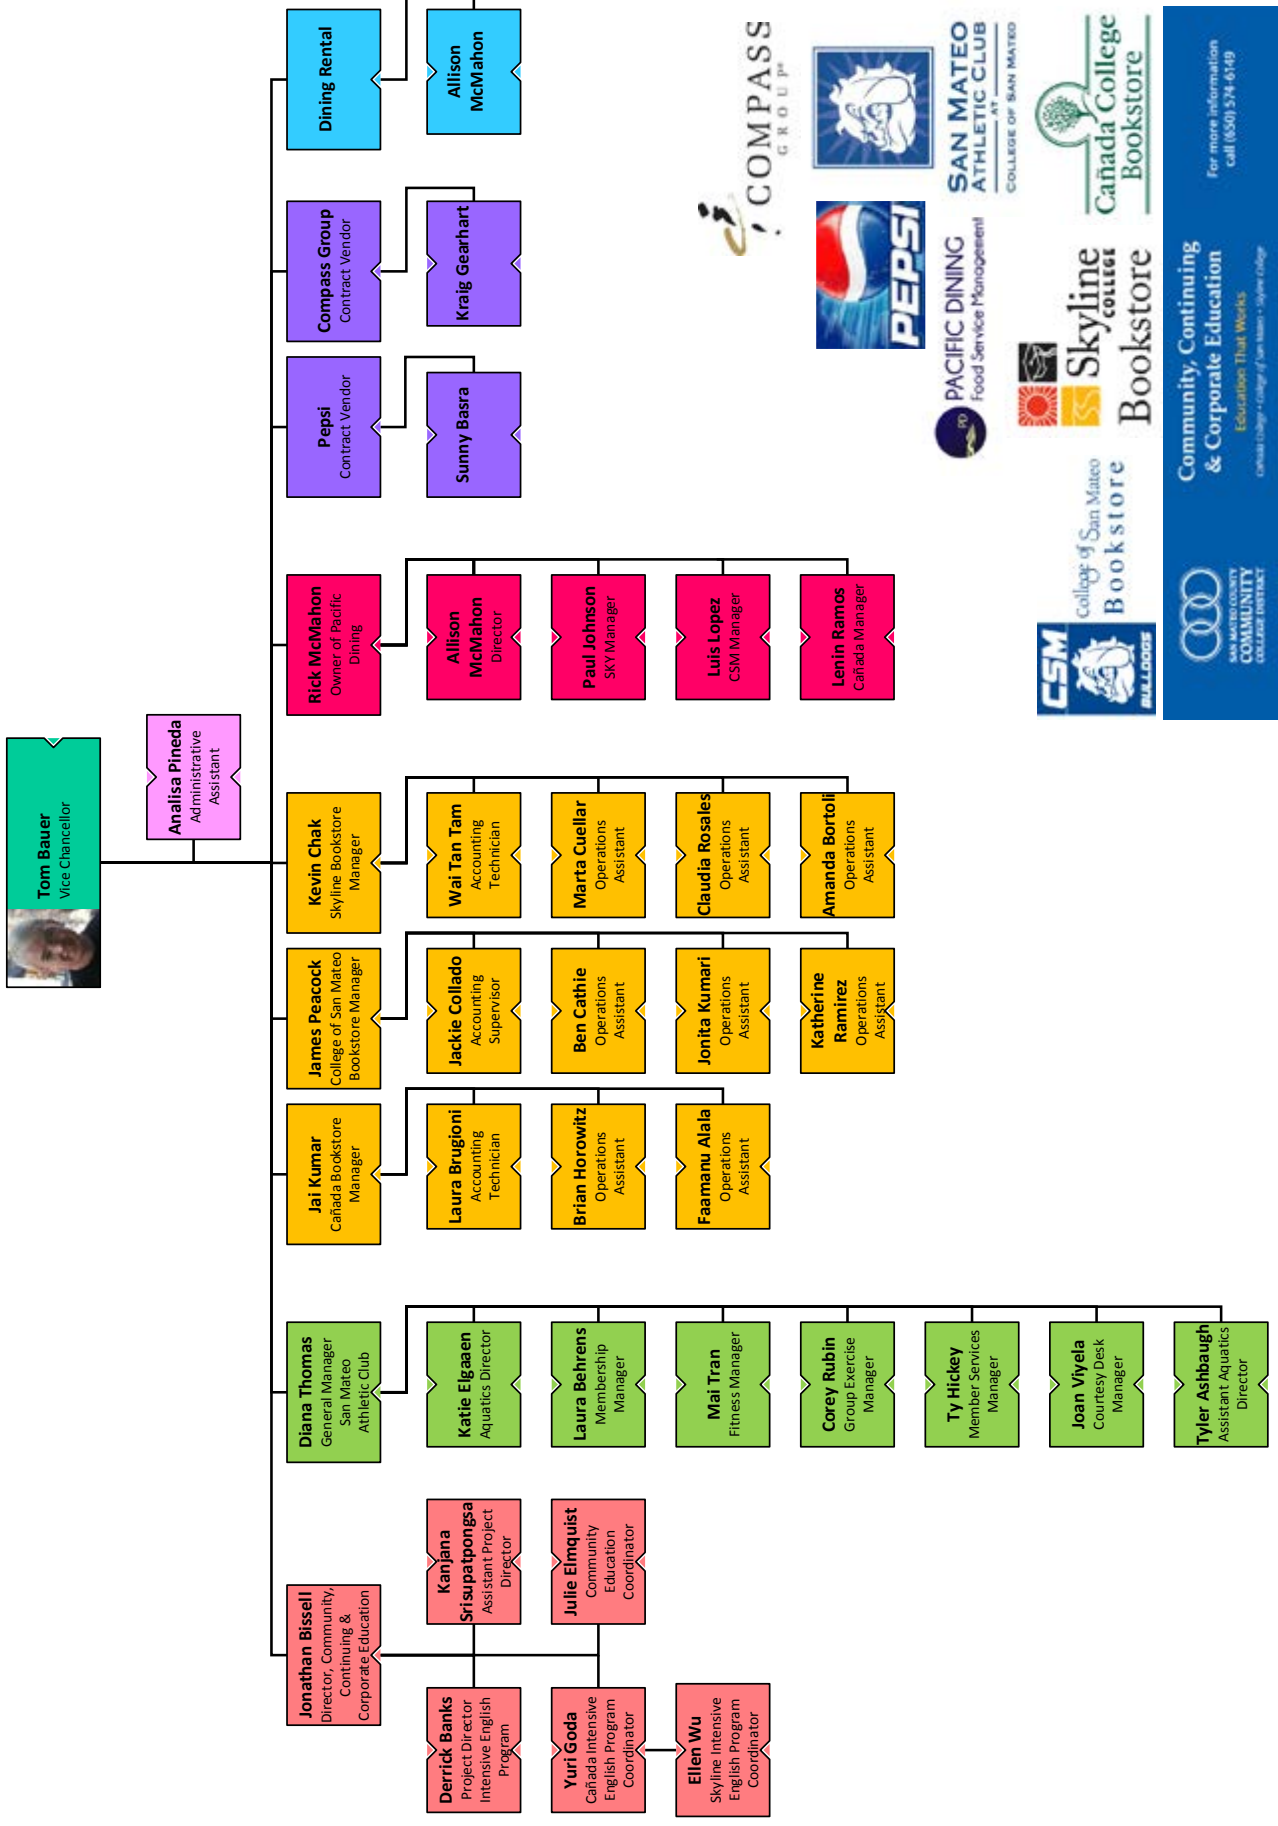 Tom Bauer
Vice Chancellor
Analisa Pineda
Administrative
Assistant
Jonathan Bissell
Director, Community,
Continuing &
Corporate Education
Derrick Banks
Project Director
Intensive English
Program
Kanjana
Srisupatpongsa
Assistant Project
Director
Yuri Goda
Cañada Intensive
English Program
Coordinator
Julie Elmquist
Community
Education
Coordinator
Ellen Wu
Skyline Intensive
English Program
Coordinator
Diana Thomas
General Manager
San Mateo
Athletic Club
Katie Elgaaen
Aquatics Director
Laura Behrens
Membership
Manager
Mai Tran
Fitness Manager
Corey Rubin
Group Exercise
Manager
Ty Hickey
Member Services
Manager
Joan Viyela
Courtesy Desk
Manager
Tyler Ashbaugh
Assistant Aquatics
Director
Jai Kumar
Cañada Bookstore
Manager
Laura Brugioni
Accounting
Technician
Brian Horowitz
Operations
Assistant
Faamanu Alala
Operations
Assistant
James Peacock
College of San Mateo
Bookstore Manager
Jackie Collado
Accounting
Supervisor
Ben Cathie
Operations
Assistant
Jonita Kumari
Operations
Assistant
Katherine
Ramirez
Operations
Assistant
Kevin Chak
Skyline Bookstore
Manager
Wai Tan Tam
Accounting
Technician
Marta Cuellar
Operations
Assistant
Claudia Rosales
Operations
Assistant
Amanda Bortoli
Operations
Assistant
Rick McMahon
Owner of Pacific
Dining
Allison
McMahon
Director
Paul Johnson
SKY Manager
Luis Lopez
CSM Manager
Lenin Ramos
Cañada Manager
Pepsi
Contract Vendor
Sunny Basra
Compass Group
Contract Vendor
Kraig Gearhart
Dining Rental
Allison
McMahon
COMPASS
GROUP
PEPSI
SAN MATEO
ATHLETIC CLUB
AT
COLLEGE OF SAN MATEO
PD
PACIFIC DINING
Food Service Management
CSM
BULLDOGS
College of San Mateo
Bookstore
Skyline
COLLEGE
Bookstore
Cañada College
Bookstore
SAN MATEO COUNTY
COMMUNITY
COLLEGE DISTRICT
Community, Continuing
& Corporate Education
Education That Works
Cañada College • College of San Mateo • Skyline College
For more information
call (650) 574-6149